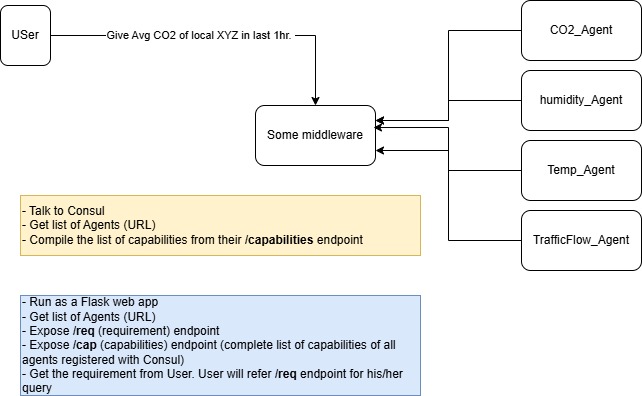 USer
Give Avg CO2 of local XYZ in last 1hr.
CO2_Agent
humidity_Agent
Some middleware
Temp_Agent
TrafficFlow_Agent
- Talk to Consul
- Get list of Agents (URL)
- Compile the list of capabilities from their /capabilities endpoint
- Run as a Flask web app
- Get list of Agents (URL)
- Expose /req (requirement) endpoint
- Expose /cap (capabilities) endpoint (complete list of capabilities of all
agents registered with Consul)
- Get the requirement from User. User will refer /req endpoint for his/her
query